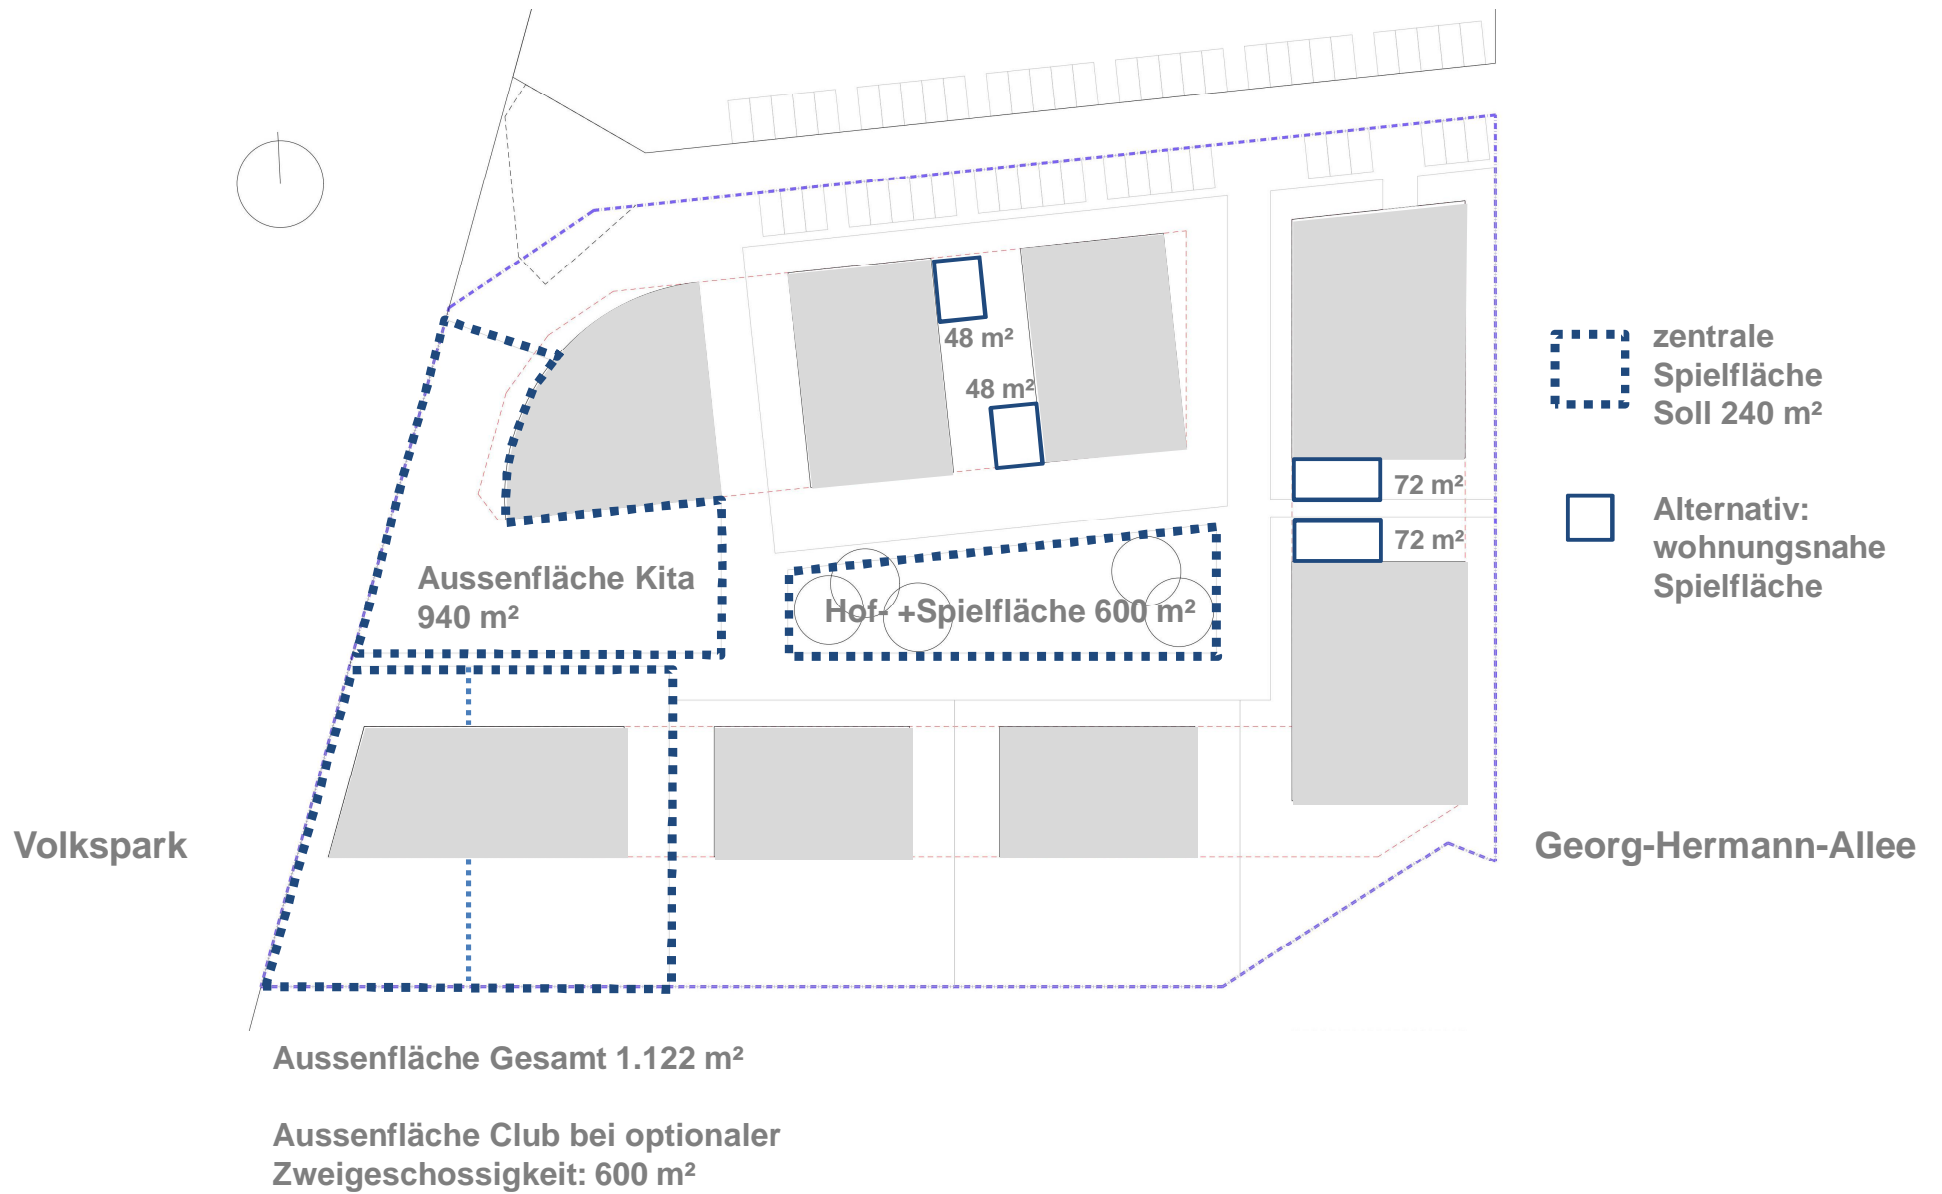 48 m²
48 m²
zentrale
Spielfläche
Soll 240 m²
72 m²
72 m²
Alternativ:
wohnungsnahe
Spielfläche
Aussenfläche Kita
940 m²
Hof- +Spielfläche 600 m²
Volkspark
Georg-Hermann-Allee
Aussenfläche Gesamt 1.122 m²
Aussenfläche Club bei optionaler
Zweigeschossigkeit: 600 m²